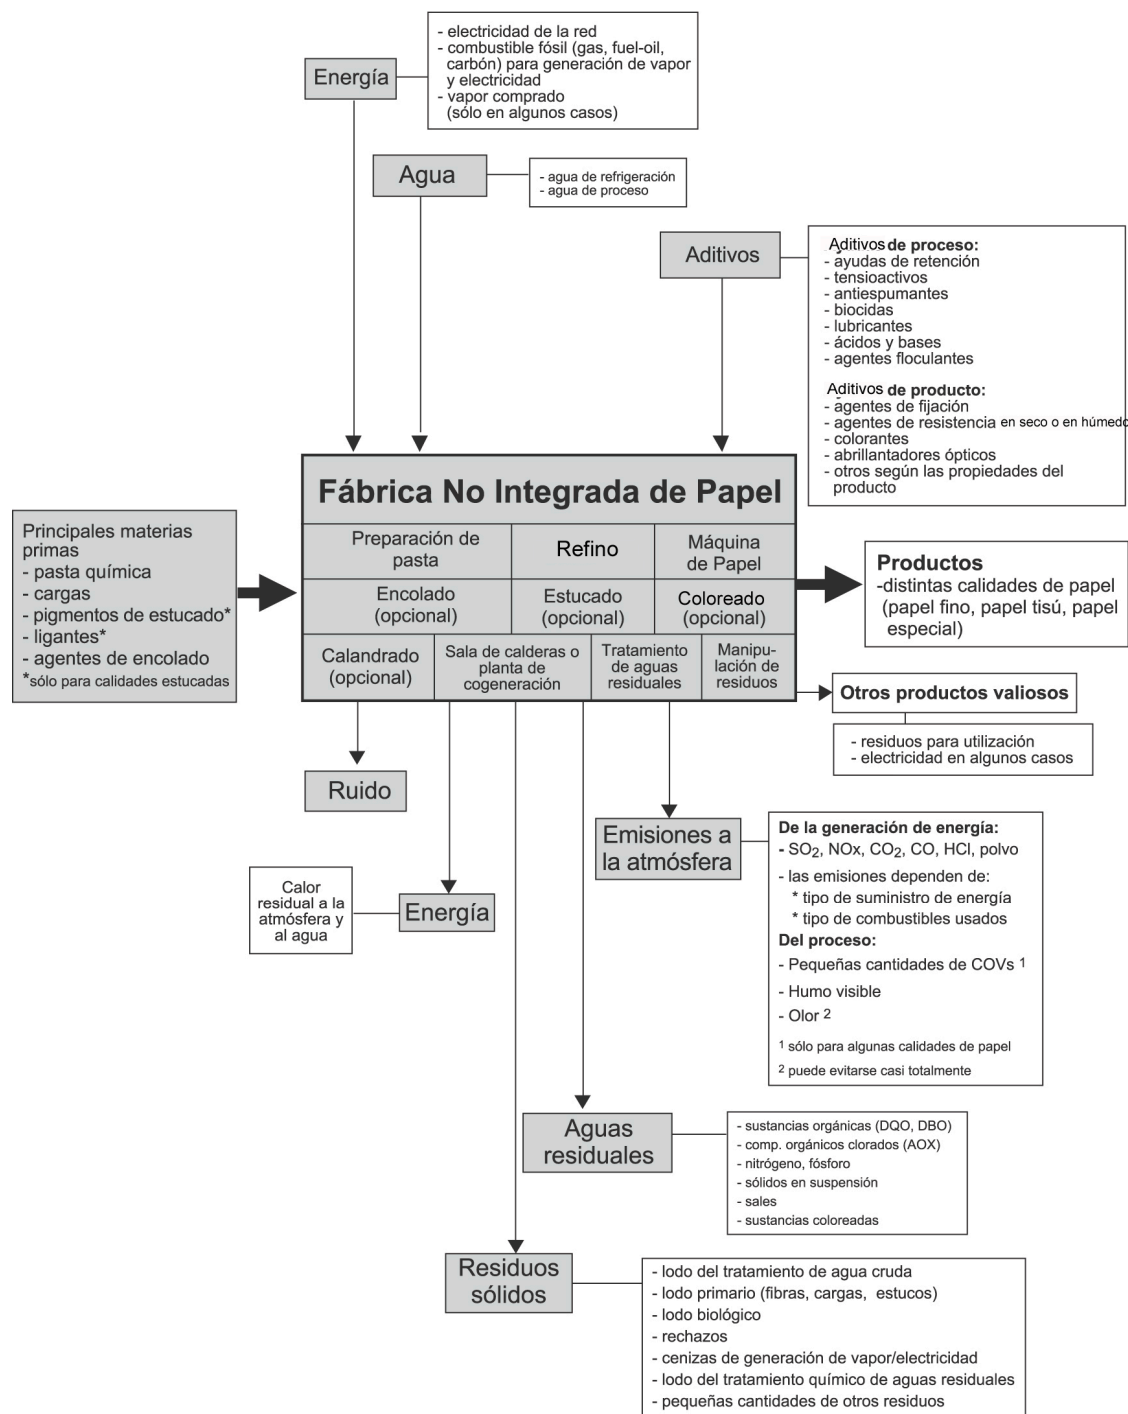 - electricidad de la red
- combustible fósil (gas, fuel-oil,
carbón) para generación de vapor
y electricidad
- vapor comprado
(sólo en algunos casos)
Energía
Agua
- agua de refrigeración
- agua de proceso
Aditivos
Aditivos de proceso:
- ayudas de retención
- tensioactivos
- antiespumantes
- biocidas
- lubricantes
- ácidos y bases
- agentes floculantes
Aditivos de producto:
- agentes de fijación
- agentes de resistencia en seco o en húmedo
- colorantes
- abrillantadores ópticos
- otros según las propiedades del
producto
Fábrica No Integrada de Papel
Preparación de
pasta
Refino
Máquina
de Papel
Encolado
(opcional)
Estucado
(opcional)
Coloreado
(opcional)
Calandrado
(opcional)
Sala de calderas o
planta de
cogeneración
Tratamiento
de aguas
residuales
Manipu-
lación de
residuos
Principales materias
primas
- pasta química
- cargas
- pigmentos de estucado*
- ligantes*
- agentes de encolado
*sólo para calidades estucadas
Productos
-distintas calidades de papel
(papel fino, papel tisú, papel
especial)
Otros productos valiosos
- residuos para utilización
- electricidad en algunos casos
Ruido
Emisiones a
la atmósfera
De la generación de energía:
- SO2, NOx, CO2, CO, HCl, polvo
- las emisiones dependen de:
* tipo de suministro de energía
* tipo de combustibles usados
Del proceso:
- Pequeñas cantidades de COVs 1
- Humo visible
- Olor 2
1 sólo para algunas calidades de papel
2 puede evitarse casi totalmente
Calor
residual a la
atmósfera y
al agua
Energía
Aguas
residuales
- sustancias orgánicas (DQO, DBO)
- comp. orgánicos clorados (AOX)
- nitrógeno, fósforo
- sólidos en suspensión
- sales
- sustancias coloreadas
Residuos
sólidos
- lodo del tratamiento de agua cruda
- lodo primario (fibras, cargas, estucos)
- lodo biológico
- rechazos
- cenizas de generación de vapor/electricidad
- lodo del tratamiento químico de aguas residuales
- pequeñas cantidades de otros residuos